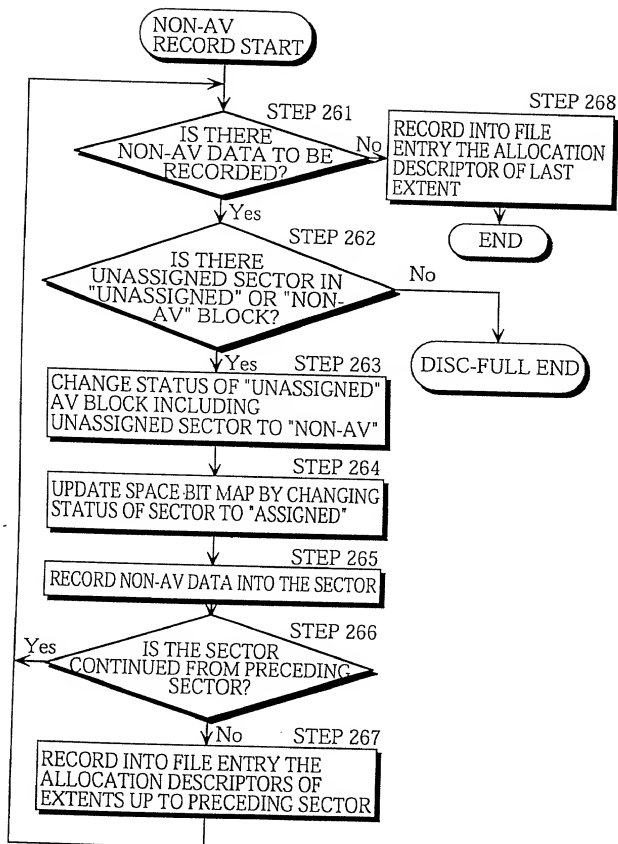 NON-AV
RECORD START
STEP 261
IS THERE
NON-AV DATA TO BE
RECORDED?
No
STEP 268
RECORD INTO FILE
ENTRY THE ALLOCATION
DESCRIPTOR OF LAST
EXTENT
END
Yes
STEP 262
IS THERE
UNASSIGNED SECTOR IN
"UNASSIGNED" OR "NON-
AV" BLOCK?
No
DISC-FULL END
Yes
STEP 263
CHANGE STATUS OF "UNASSIGNED"
AV BLOCK INCLUDING
UNASSIGNED SECTOR TO "NON-AV"
STEP 264
UPDATE SPACE BIT MAP BY CHANGING
STATUS OF SECTOR TO "ASSIGNED"
STEP 265
RECORD NON-AV DATA INTO THE SECTOR
STEP 266
Yes
IS THE SECTOR
CONTINUED FROM PRECEDING
SECTOR?
No
STEP 267
RECORD INTO FILE ENTRY THE
ALLOCATION DESCRIPTORS OF
EXTENTS UP TO PRECEDING SECTOR